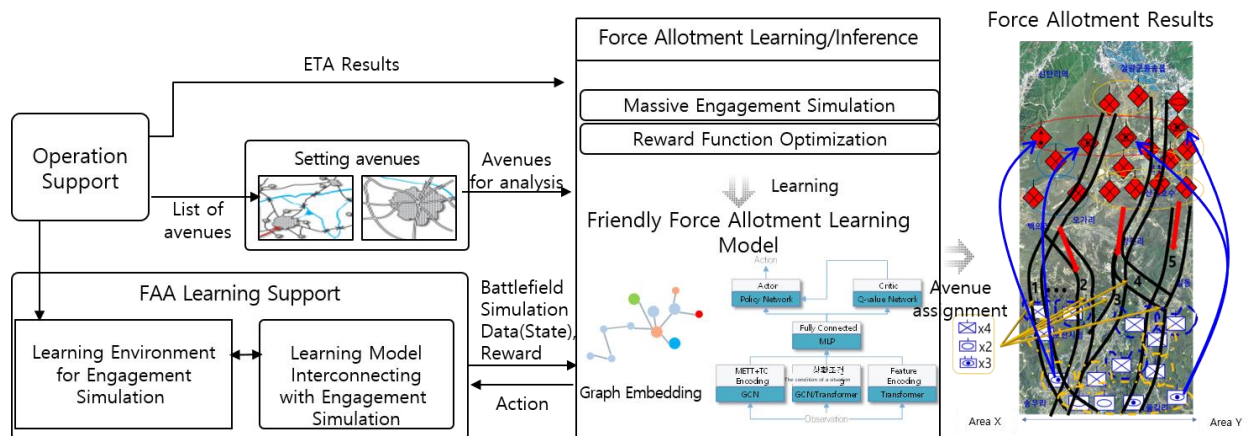 Force Allotment Results
Force Allotment Learning/Inference
ETA Results
Massive Engagement Simulation
Reward Function Optimization
Operation
Support
Setting avenues
Avenues
for analysis
List of
avenues
Learning
Friendly Force Allotment Learning
Model
Action
Actor
Policy Network
Critic
Q-value Network
Fully Connected
MLP
METT+TC
Encoding
GCN
The condition of a situation
GCN/Transformer
Feature
Encoding
Transformer
Observation
Graph Embedding
FAA Learning Support
Learning Environment
for Engagement
Simulation
Learning Model
Interconnecting
with Engagement
Simulation
Battlefield
Simulation
Data(State),
Reward
Action
Avenue
assignment
오가리
1
...
2
3
4
5
x4
x2
x3
Area X
Area Y